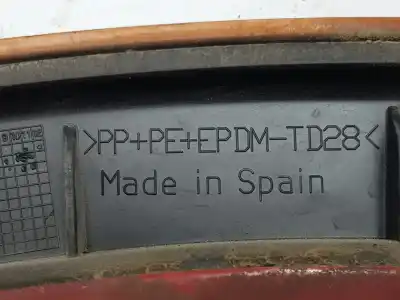 >PP+PE+EPDM-TD28<
Made in Spain